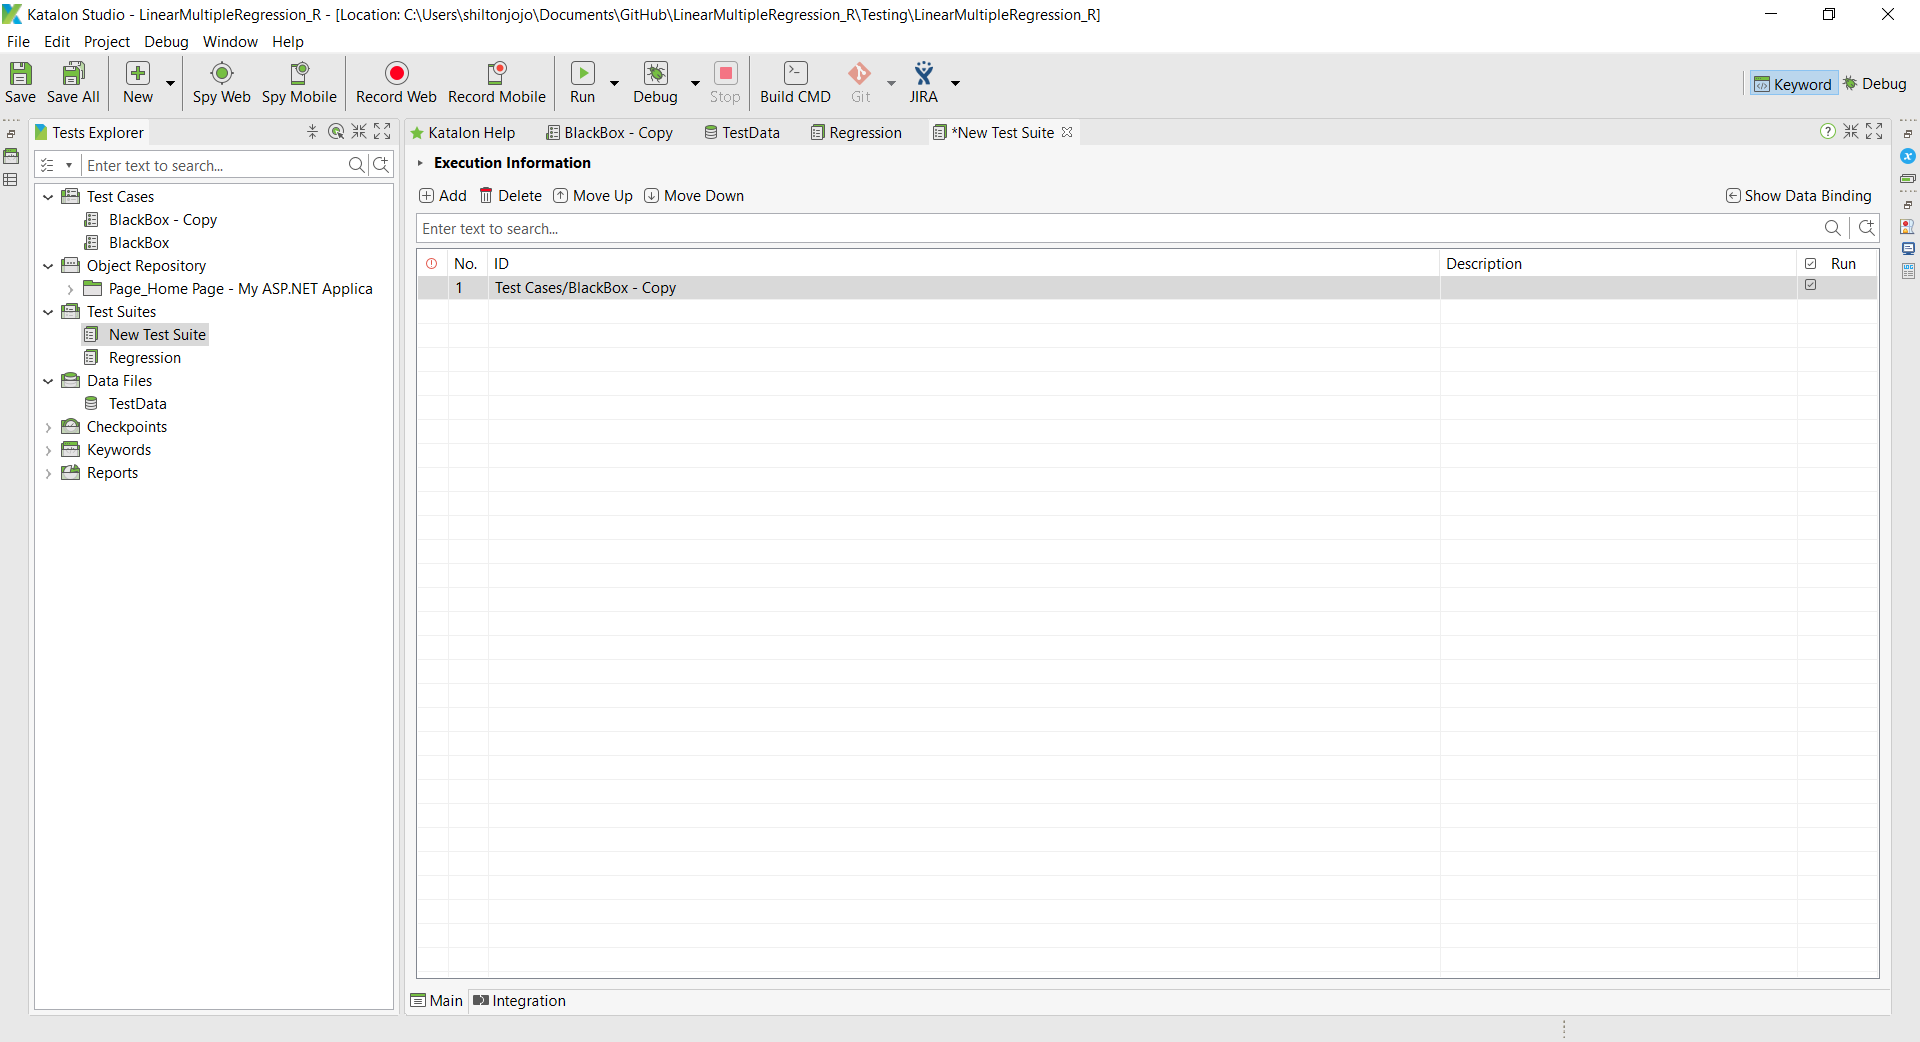 Katalon Studio - LinearMultipleRegression_R - [Location: C:\Users\shiltonjojo\Documents\GitHub\LinearMultipleRegression_R\Testing\LinearMultipleRegression_R]
File Edit Project Debug Window Help
Save Save All New Spy Web Spy Mobile Record Web Record Mobile Run Debug Stop Build CMD Git JIRA Keyword Debug
Tests Explorer
Enter text to search...
Test Cases
BlackBox - Copy
BlackBox
Object Repository
Page_Home Page - My ASP.NET Applica
Test Suites
New Test Suite
Regression
Data Files
TestData
Checkpoints
Keywords
Reports
Katalon Help BlackBox - Copy TestData Regression *New Test Suite
Execution Information
Add Delete Move Up Move Down Show Data Binding
Enter text to search...
No. ID Description Run
1 Test Cases/BlackBox - Copy
Main Integration